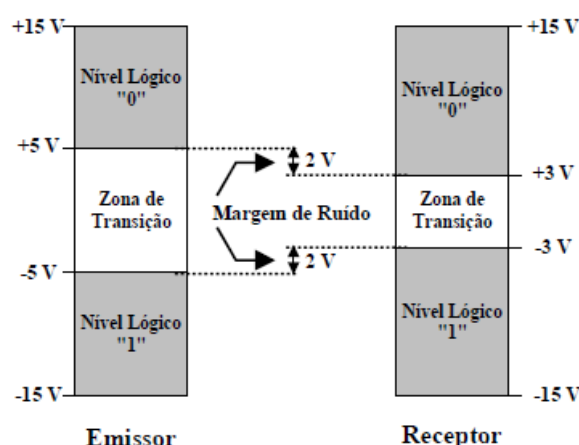 +15 V
+15 V
Nível Lógico
"0"
Nível Lógico
"0"
+5 V
2 V
+3 V
Zona de
Transição
Margem de Ruído
Zona de
Transição
-3 V
-5 V
2 V
Nível Lógico
"1"
Nível Lógico
"1"
-15 V
-15 V
Emissor
Receptor